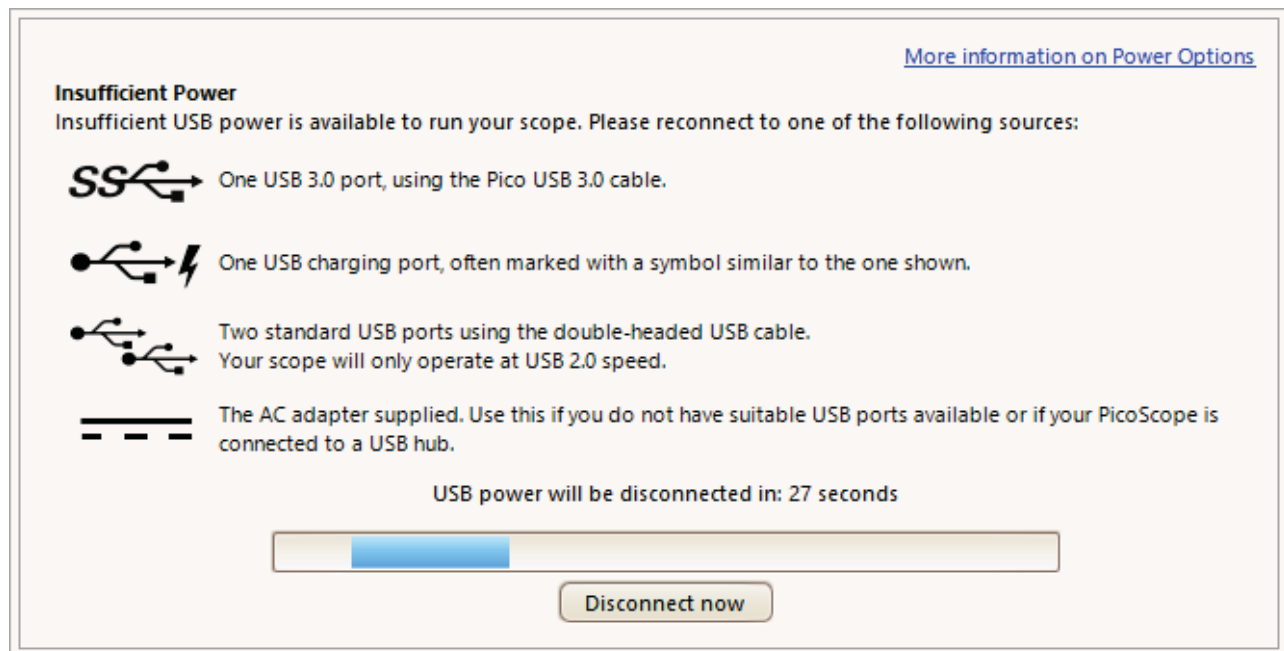 More information on Power Options
Insufficient Power
Insufficient USB power is available to run your scope. Please reconnect to one of the following sources:
SS
One USB 3.0 port, using the Pico USB 3.0 cable.
One USB charging port, often marked with a symbol similar to the one shown.
Two standard USB ports using the double-headed USB cable.
Your scope will only operate at USB 2.0 speed.
The AC adapter supplied. Use this if you do not have suitable USB ports available or if your PicoScope is
connected to a USB hub.
USB power will be disconnected in: 27 seconds
Disconnect now